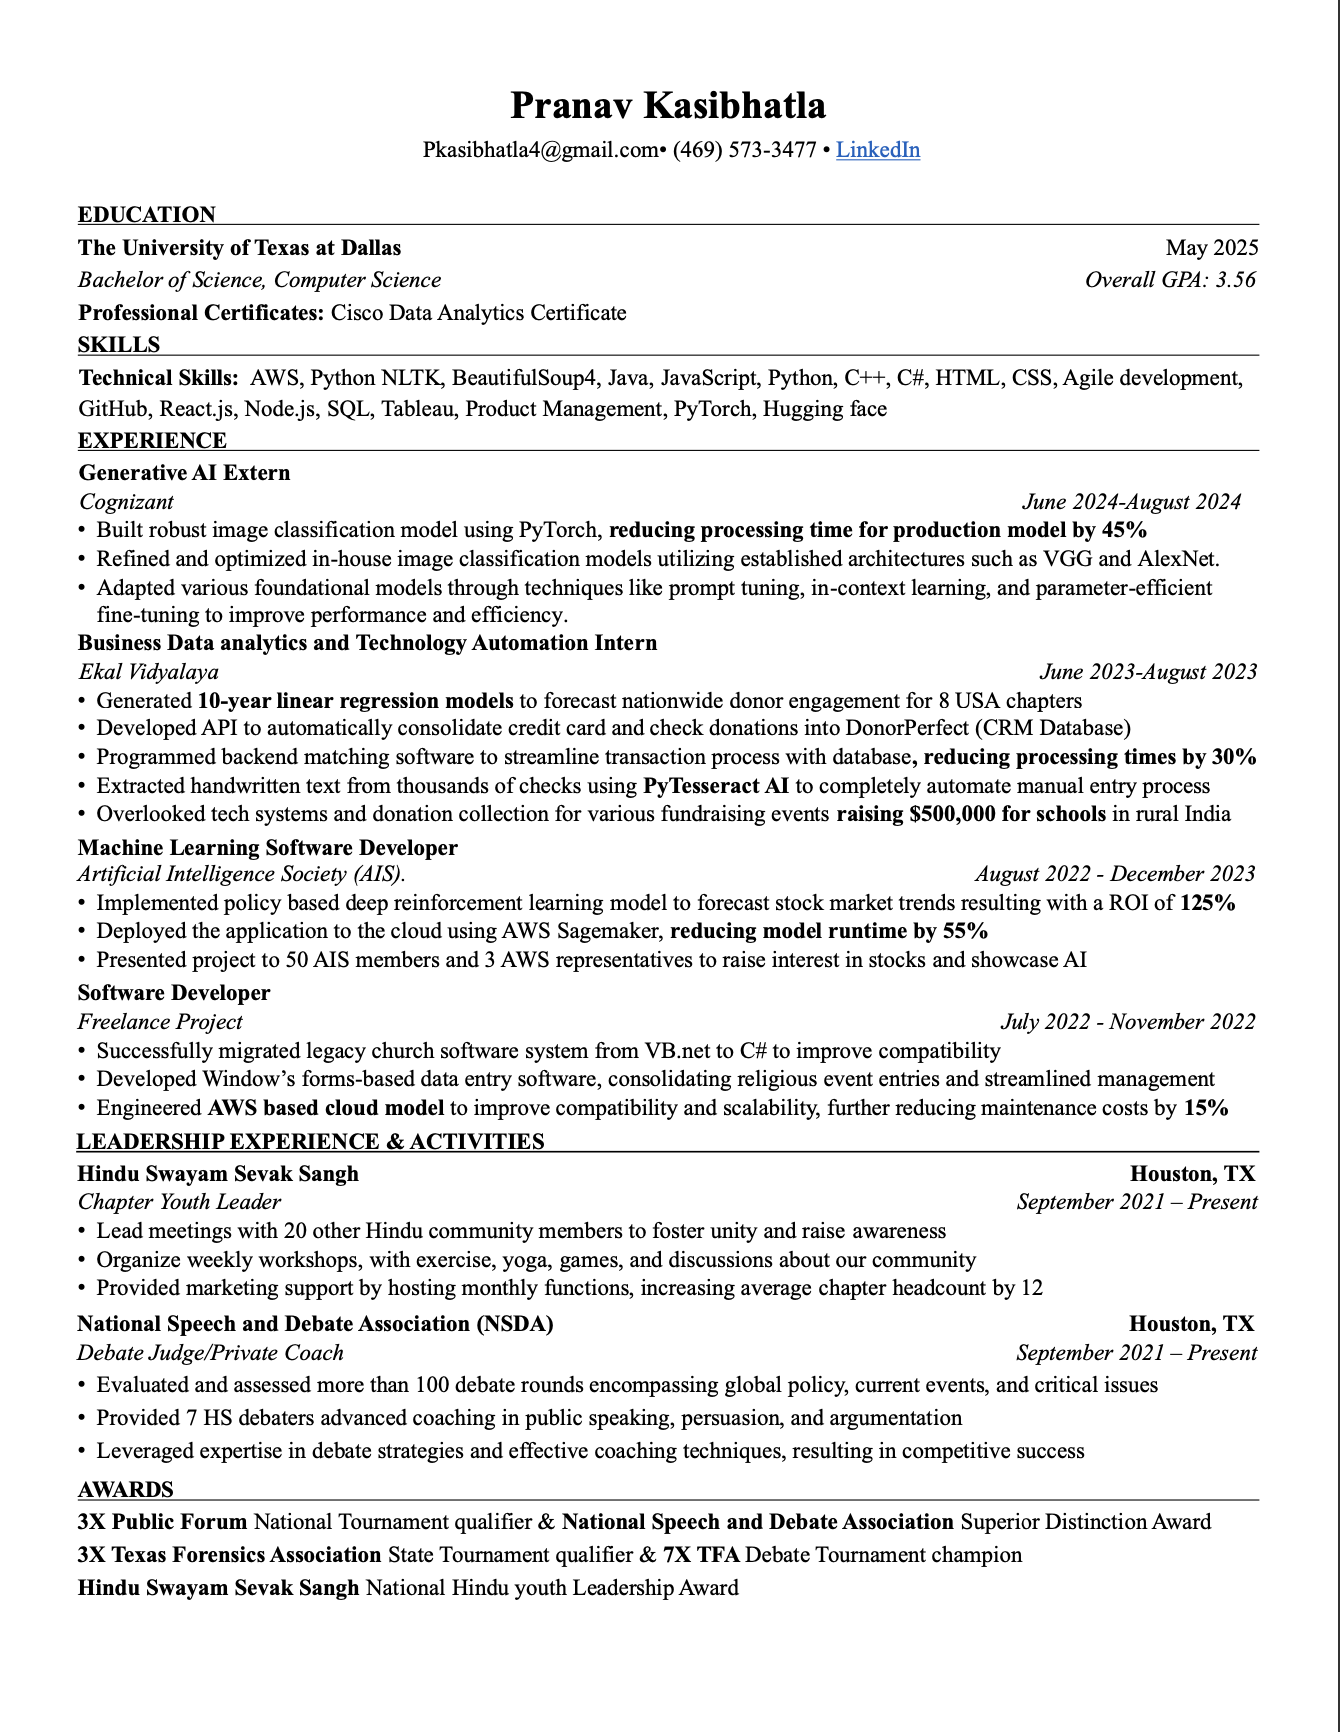 Pranav Kasibhatla
Pkasibhatla4@gmail.com• (469) 573-3477 • LinkedIn
EDUCATION
The University of Texas at Dallas May 2025
Bachelor of Science, Computer Science Overall GPA: 3.56
Professional Certificates: Cisco Data Analytics Certificate
SKILLS
Technical Skills: AWS, Python NLTK, BeautifulSoup4, Java, JavaScript, Python, C++, C#, HTML, CSS, Agile development,
GitHub, React.js, Node.js, SQL, Tableau, Product Management, PyTorch, Hugging face
EXPERIENCE
Generative AI Extern
Cognizant June 2024-August 2024
• Built robust image classification model using PyTorch, reducing processing time for production model by 45%
• Refined and optimized in-house image classification models utilizing established architectures such as VGG and AlexNet.
• Adapted various foundational models through techniques like prompt tuning, in-context learning, and parameter-efficient
fine-tuning to improve performance and efficiency.
Business Data analytics and Technology Automation Intern
Ekal Vidyalaya June 2023-August 2023
• Generated 10-year linear regression models to forecast nationwide donor engagement for 8 USA chapters
• Developed API to automatically consolidate credit card and check donations into DonorPerfect (CRM Database)
• Programmed backend matching software to streamline transaction process with database, reducing processing times by 30%
• Extracted handwritten text from thousands of checks using PyTesseract AI to completely automate manual entry process
• Overlooked tech systems and donation collection for various fundraising events raising $500,000 for schools in rural India
Machine Learning Software Developer
Artificial Intelligence Society (AIS). August 2022 - December 2023
• Implemented policy based deep reinforcement learning model to forecast stock market trends resulting with a ROI of 125%
• Deployed the application to the cloud using AWS Sagemaker, reducing model runtime by 55%
• Presented project to 50 AIS members and 3 AWS representatives to raise interest in stocks and showcase AI
Software Developer
Freelance Project July 2022 - November 2022
• Successfully migrated legacy church software system from VB.net to C# to improve compatibility
• Developed Window’s forms-based data entry software, consolidating religious event entries and streamlined management
• Engineered AWS based cloud model to improve compatibility and scalability, further reducing maintenance costs by 15%
LEADERSHIP EXPERIENCE & ACTIVITIES
Hindu Swayam Sevak Sangh Houston, TX
Chapter Youth Leader September 2021 – Present
• Lead meetings with 20 other Hindu community members to foster unity and raise awareness
• Organize weekly workshops, with exercise, yoga, games, and discussions about our community
• Provided marketing support by hosting monthly functions, increasing average chapter headcount by 12
National Speech and Debate Association (NSDA) Houston, TX
Debate Judge/Private Coach September 2021 – Present
• Evaluated and assessed more than 100 debate rounds encompassing global policy, current events, and critical issues
• Provided 7 HS debaters advanced coaching in public speaking, persuasion, and argumentation
• Leveraged expertise in debate strategies and effective coaching techniques, resulting in competitive success
AWARDS
3X Public Forum National Tournament qualifier & National Speech and Debate Association Superior Distinction Award
3X Texas Forensics Association State Tournament qualifier & 7X TFA Debate Tournament champion
Hindu Swayam Sevak Sangh National Hindu youth Leadership Award